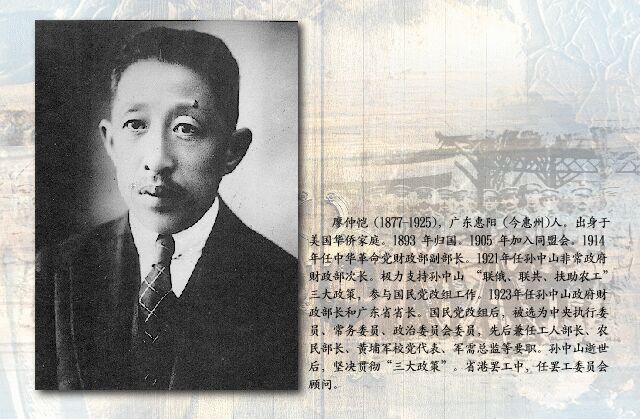 廖仲恺（1877-1925），广东惠阳（今惠州）人，出身于
美国华侨家庭。1893 年归国。1905 年加入同盟会。1914
年任中华革命党财政部副部长。1921年任孙中山非常政府
财政部次长。极力支持孙中山 “联俄、联共、扶助农工”
三大政策，参与国民党改组工作。1923年任孙中山政府财
政部长和广东省省长。国民党改组后，被选为中央执行委
员、常务委员、政治委员会委员，先后兼任工人部长、农
民部长、黄埔军校党代表、军需总监等要职。孙中山逝世
后，坚决贯彻“三大政策”。省港罢工中，任罢工委员会
顾问。